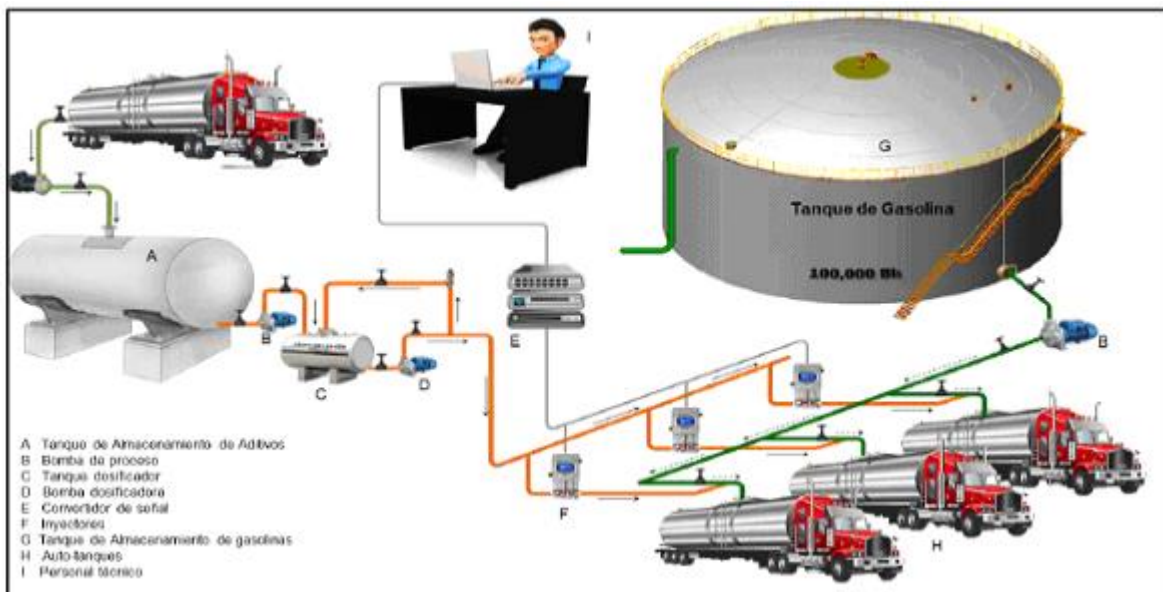 I
G
Tanque de Gasolina
100,000 Bls
A
B
C
D
E
B
F
H
A Tanque de Almacenamiento de Aditivos
B Bomba de proceso
C Tanque dosificador
D Bomba dosificadora
E Convertidor de señal
F Inyectores
G Tanque de Almacenamiento de gasolinas
H Auto-tanques
I Personal técnico